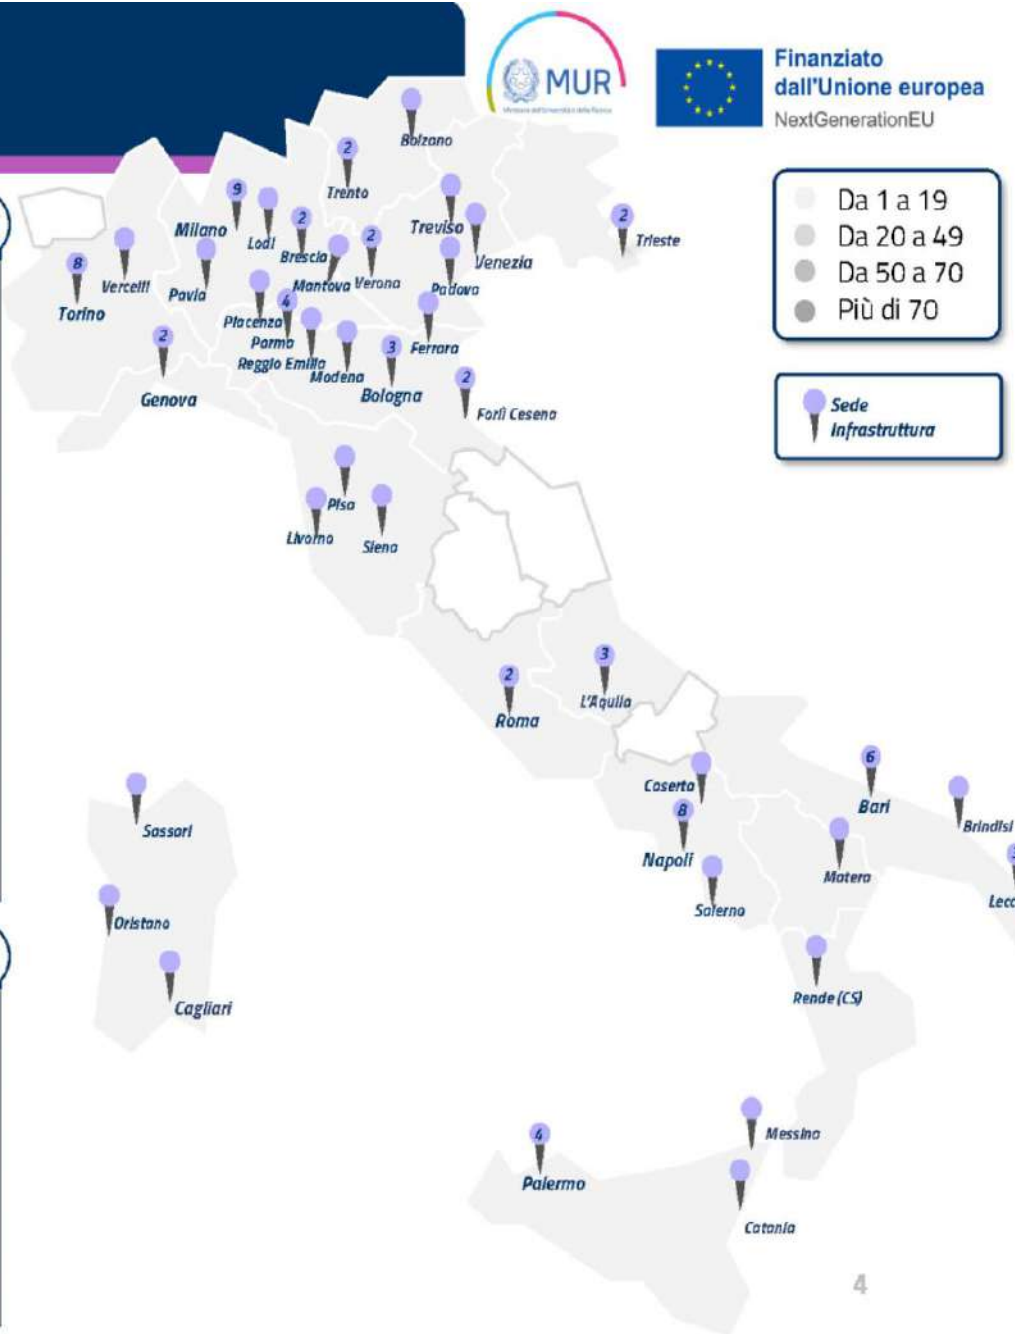 MUR
Finanziato
dall'Unione europea
NextGenerationEU
Da 1 a 19
Da 20 a 49
Da 50 a 70
Più di 70
Sede
Infrastruttura
Bolzano
2
Trento
9
Milano
Lodi
2
Brescia
Mantova
2
Verona
Treviso
Venezia
Padova
2
Trieste
8
Torino
Vercelli
Pavia
Piacenza
4
Parma
Reggio Emilia
Modena
3
Bologna
Ferrara
2
Genova
2
Forlì Cesena
Pisa
Livorno
Siena
2
Roma
3
L'Aquila
Caserta
8
Napoli
Salerno
6
Bari
Brindisi
Matera
Lecc
Rende (CS)
Sassari
Oristano
Cagliari
Messina
4
Palermo
Catania
4